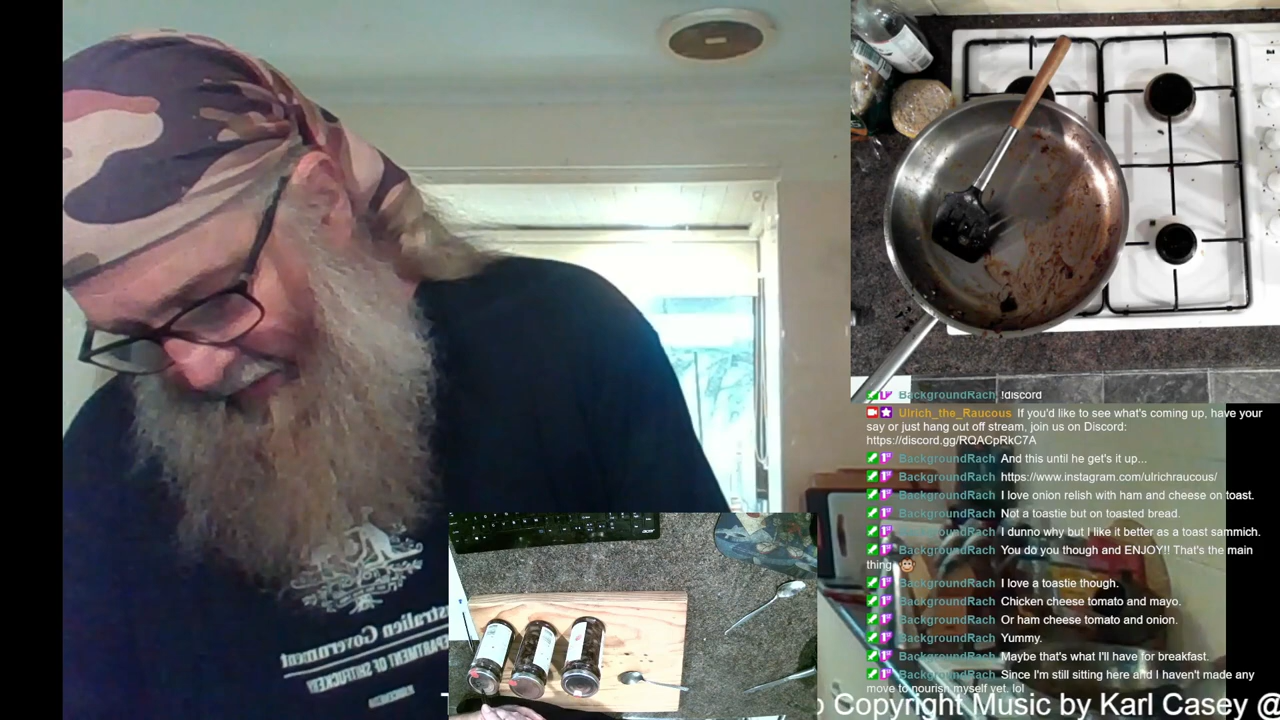 BackgroundRach !discord
Ulrich_the_Raucous If you'd like to see what's coming up, have your
say or just hang out off stream, join us on Discord:
https://discord.gg/RQACpRkC7A
BackgroundRach And this until he get's it up...
BackgroundRach https://www.instagram.com/ulrichraucous/
BackgroundRach I love onion relish with ham and cheese on toast.
BackgroundRach Not a toastie but on toasted bread.
BackgroundRach I dunno why but I like it better as a toast sammich.
BackgroundRach You do you though and ENJOY!! That's the main
thing
BackgroundRach I love a toastie though.
BackgroundRach Chicken cheese tomato and mayo.
BackgroundRach Or ham cheese tomato and onion.
BackgroundRach Yummy.
BackgroundRach Maybe that's what I'll have for breakfast.
BackgroundRach Since I'm still sitting here and I haven't made any
move to nourish myself yet. lol
Copyright Music by Karl Casey @
stralien Government